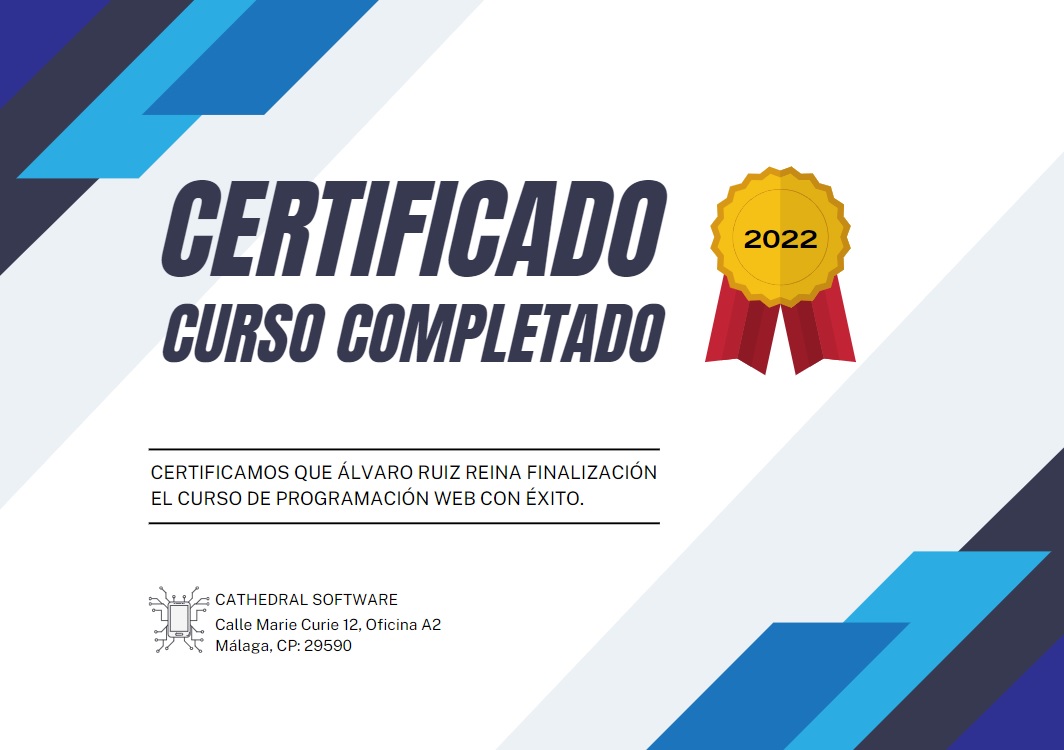 CERTIFICADO
2022
CURSO COMPLETADO
CERTIFICAMOS QUE ÁLVARO RUIZ REINA FINALIZACIÓN
EL CURSO DE PROGRAMACIÓN WEB CON ÉXITO.
CATHEDRAL SOFTWARE
Calle Marie Curie 12, Oficina A2
Málaga, CP: 29590